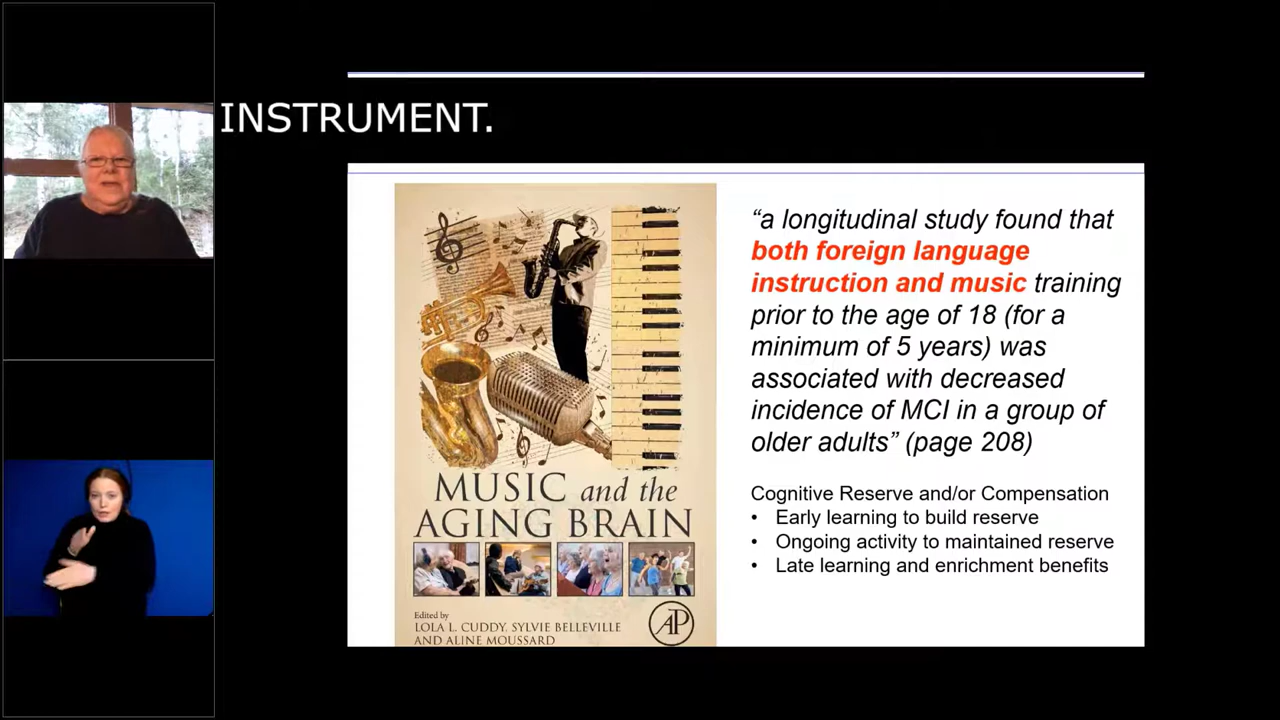 INSTRUMENT.
MUSIC and the
AGING BRAIN
Edited by
LOLA L. CUDDY, SYLVIE BELLEVILLE
AND ALINE MOUSSARD
AP
“a longitudinal study found that
both foreign language
instruction and music training
prior to the age of 18 (for a
minimum of 5 years) was
associated with decreased
incidence of MCI in a group of
older adults” (page 208)
Cognitive Reserve and/or Compensation
• Early learning to build reserve
• Ongoing activity to maintained reserve
• Late learning and enrichment benefits